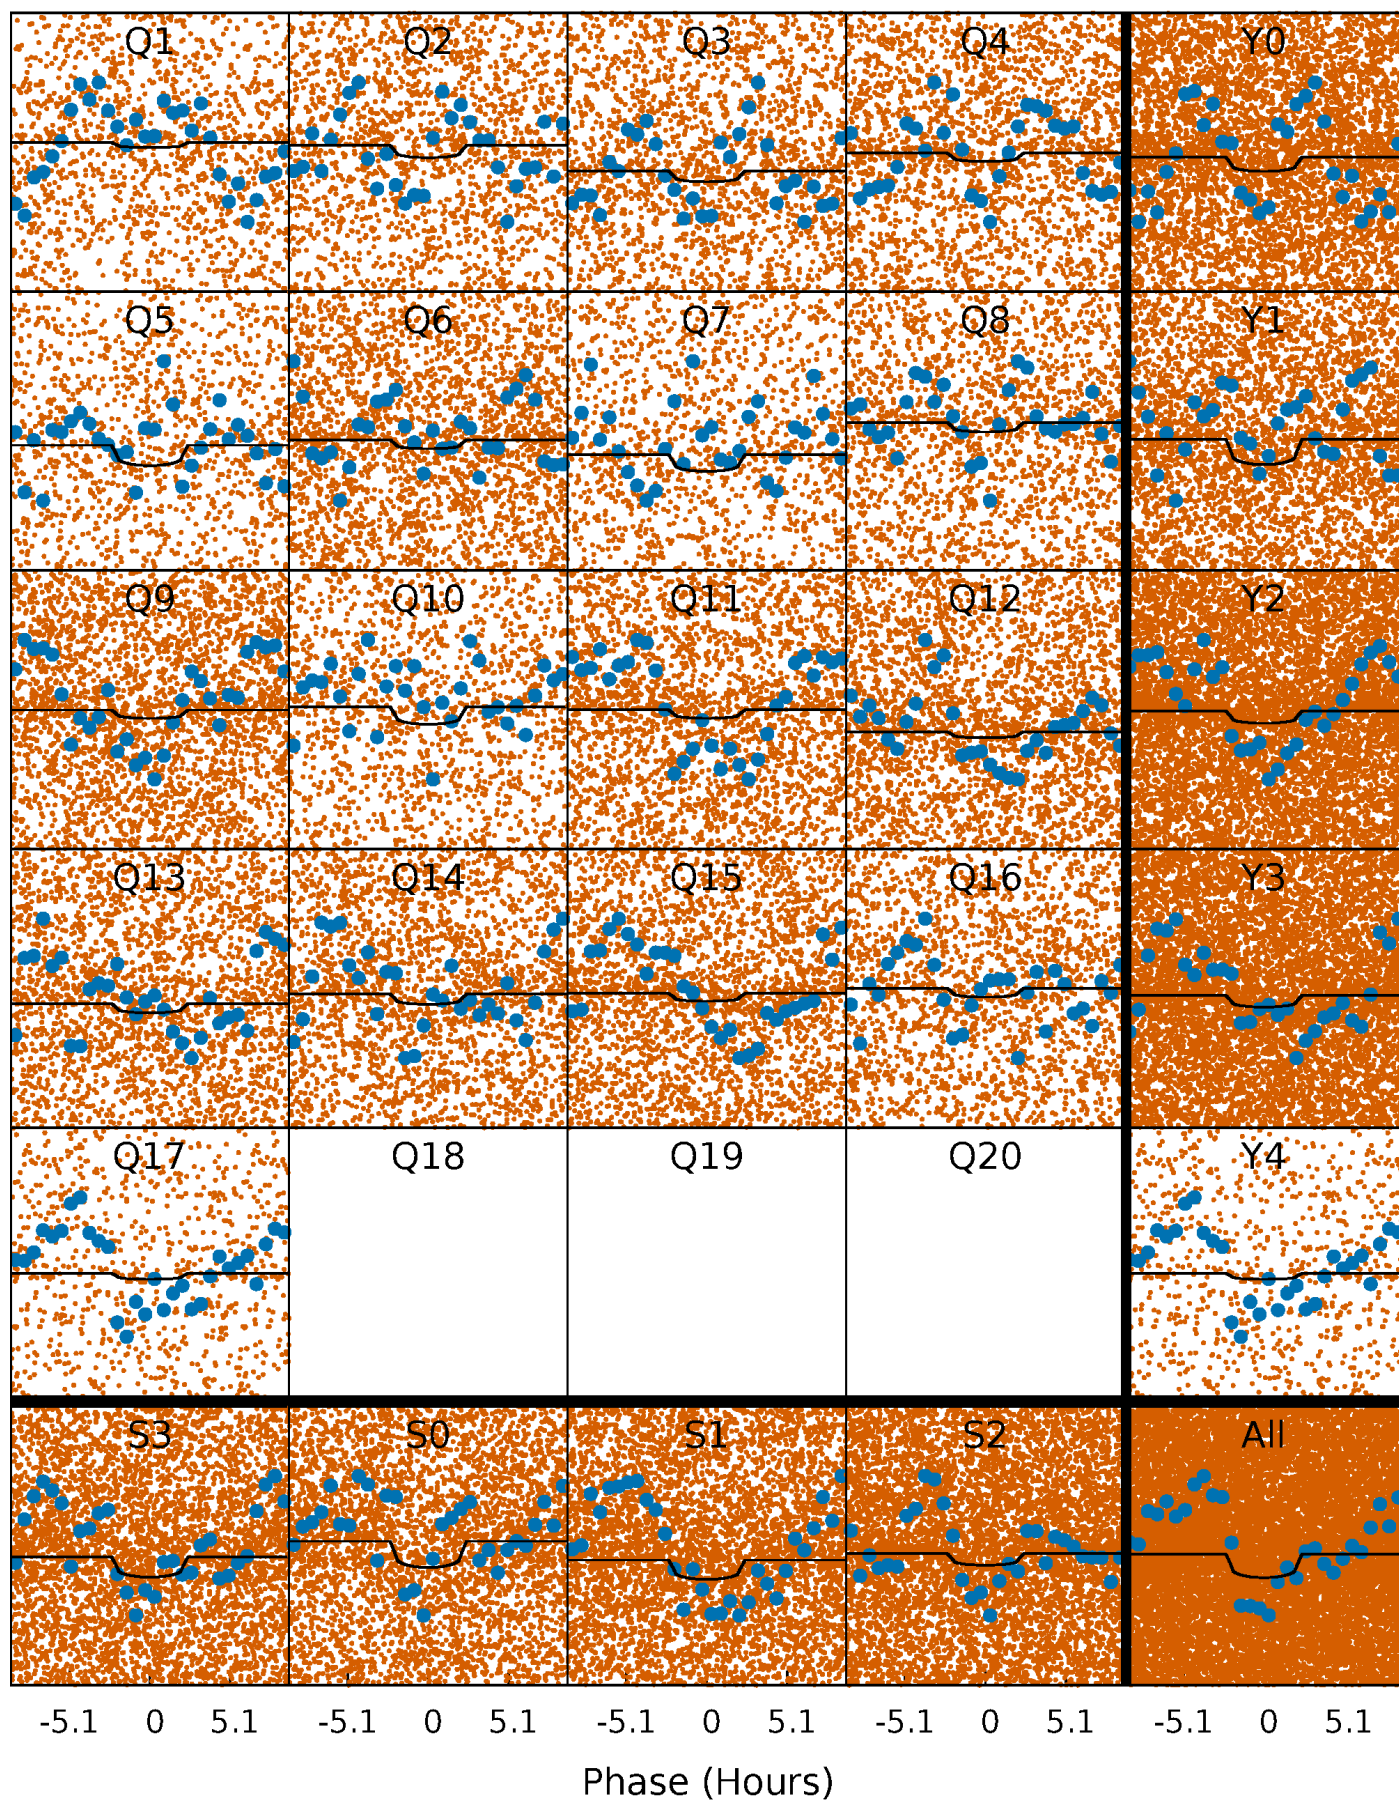 Q1 Q2 Q3 Q4 Y0
Q5 Q6 Q7 Q8 Y1
Q9 Q10 Q11 Q12 Y2
Q13 Q14 Q15 Q16 Y3
Q17 Q18 Q19 Q20 Y4
S3 S0 S1 S2 All
-5.1 0 5.1 -5.1 0 5.1 -5.1 0 5.1 -5.1 0 5.1 -5.1 0 5.1
Phase (Hours)